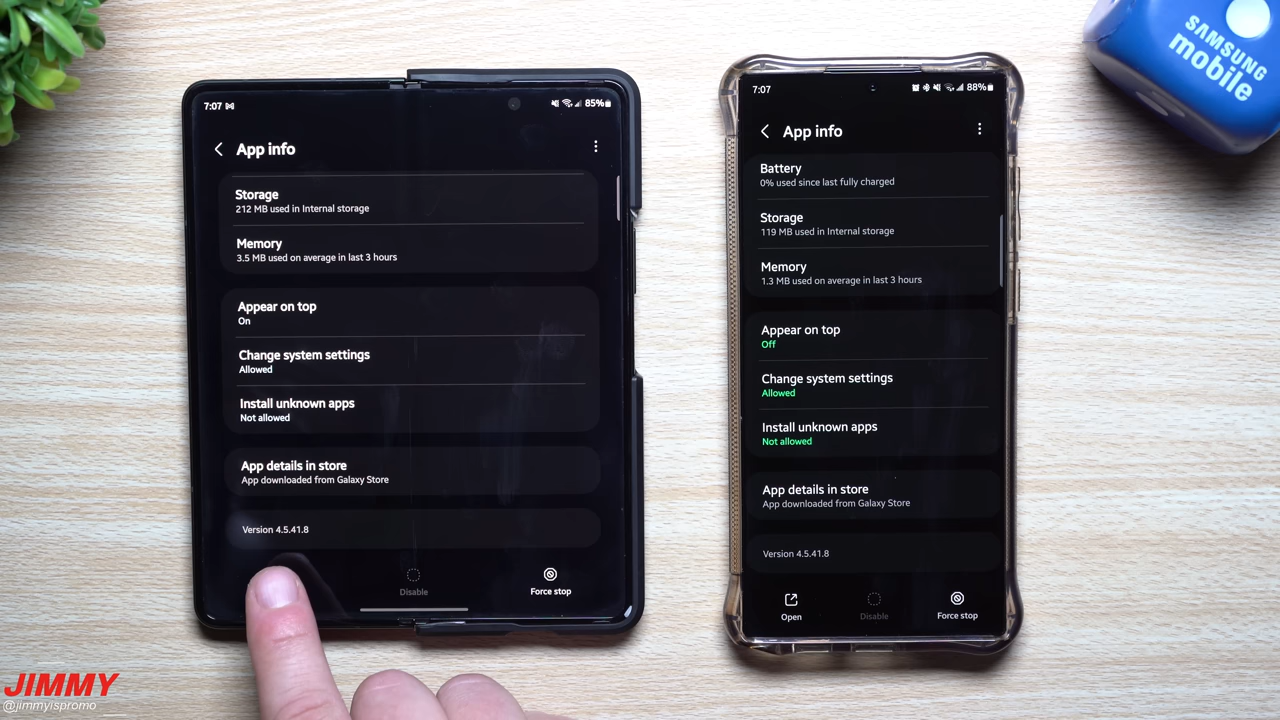 7:07
85%
App info
Storage
212 MB used in Internal storage
Memory
3.5 MB used on average in last 3 hours
Appear on top
On
Change system settings
Allowed
Install unknown apps
Not allowed
App details in store
App downloaded from Galaxy Store
Version 4.5.41.8
Disable
Force stop
7:07
88%
App info
Battery
0% used since last fully charged
Storage
119 MB used in Internal storage
Memory
1.3 MB used on average in last 3 hours
Appear on top
Off
Change system settings
Allowed
Install unknown apps
Not allowed
App details in store
App downloaded from Galaxy Store
Version 4.5.41.8
Open
Disable
Force stop
SAMSUNG
mobile
JIMMY
@jimmyispromo